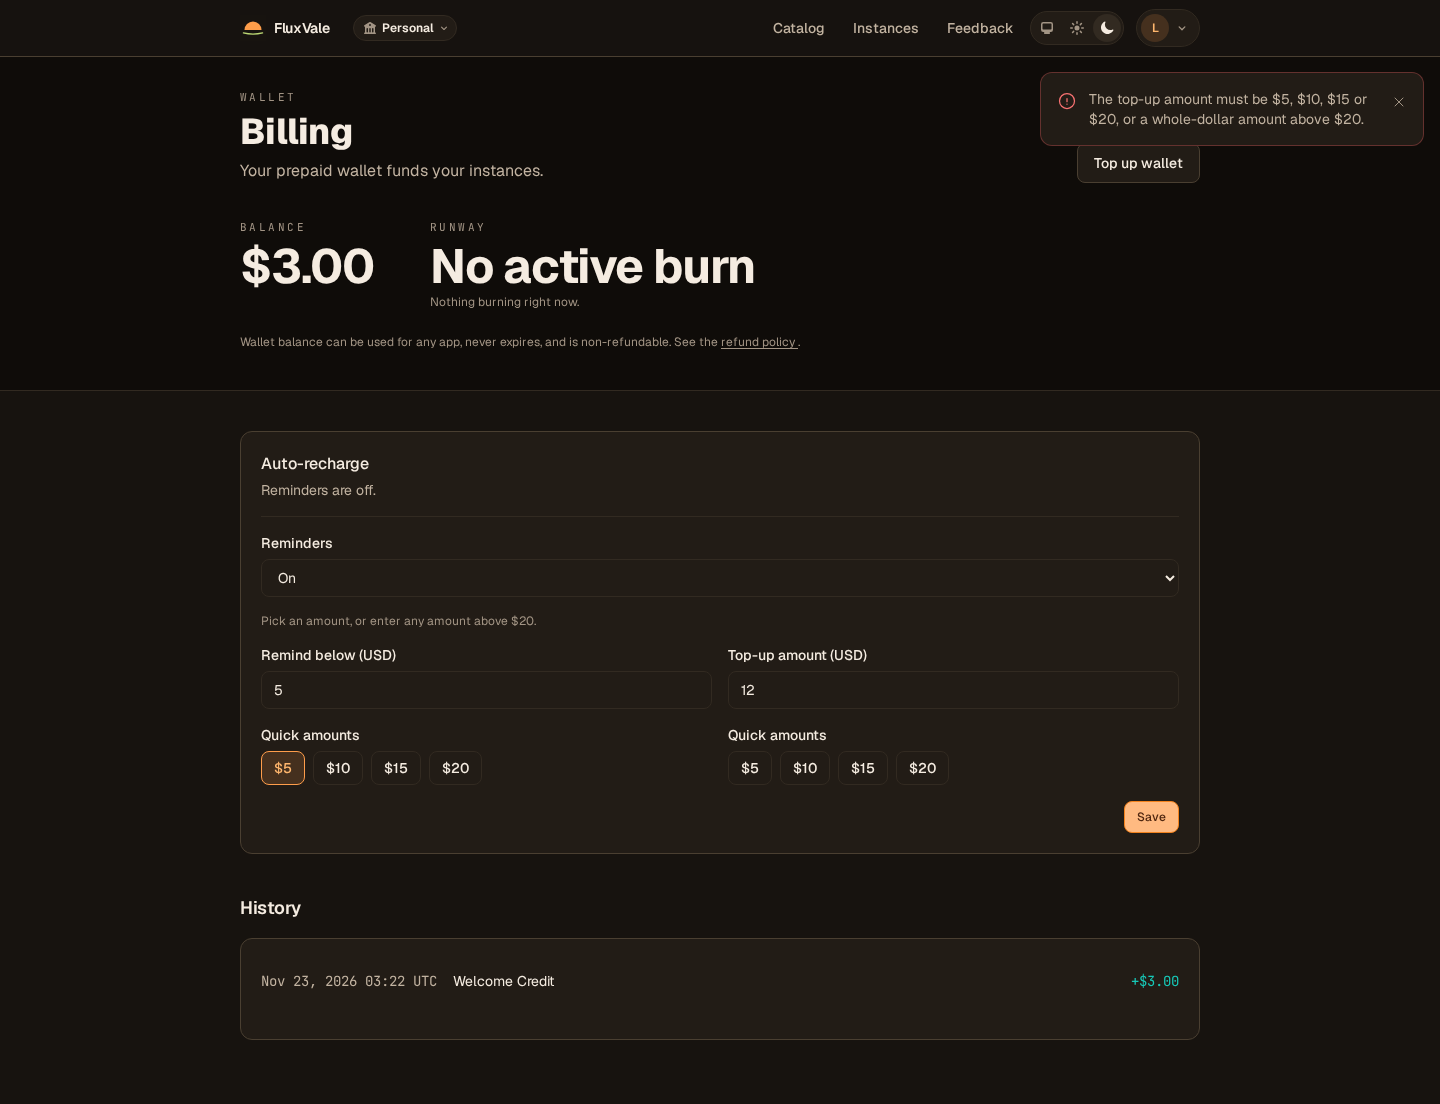 FluxVale
Personal
Catalog
Instances
Feedback
L
The top-up amount must be $5, $10, $15 or
$20, or a whole-dollar amount above $20.
WALLET
Billing
Your prepaid wallet funds your instances.
Top up wallet
BALANCE
$3.00
RUNWAY
No active burn
Nothing burning right now.
Wallet balance can be used for any app, never expires, and is non-refundable. See the refund policy .
Auto-recharge
Reminders are off.
Reminders
On
Pick an amount, or enter any amount above $20.
Remind below (USD)
5
Quick amounts
$5 $10 $15 $20
Top-up amount (USD)
12
Quick amounts
$5 $10 $15 $20
Save
History
Nov 23, 2026 03:22 UTC Welcome Credit +$3.00